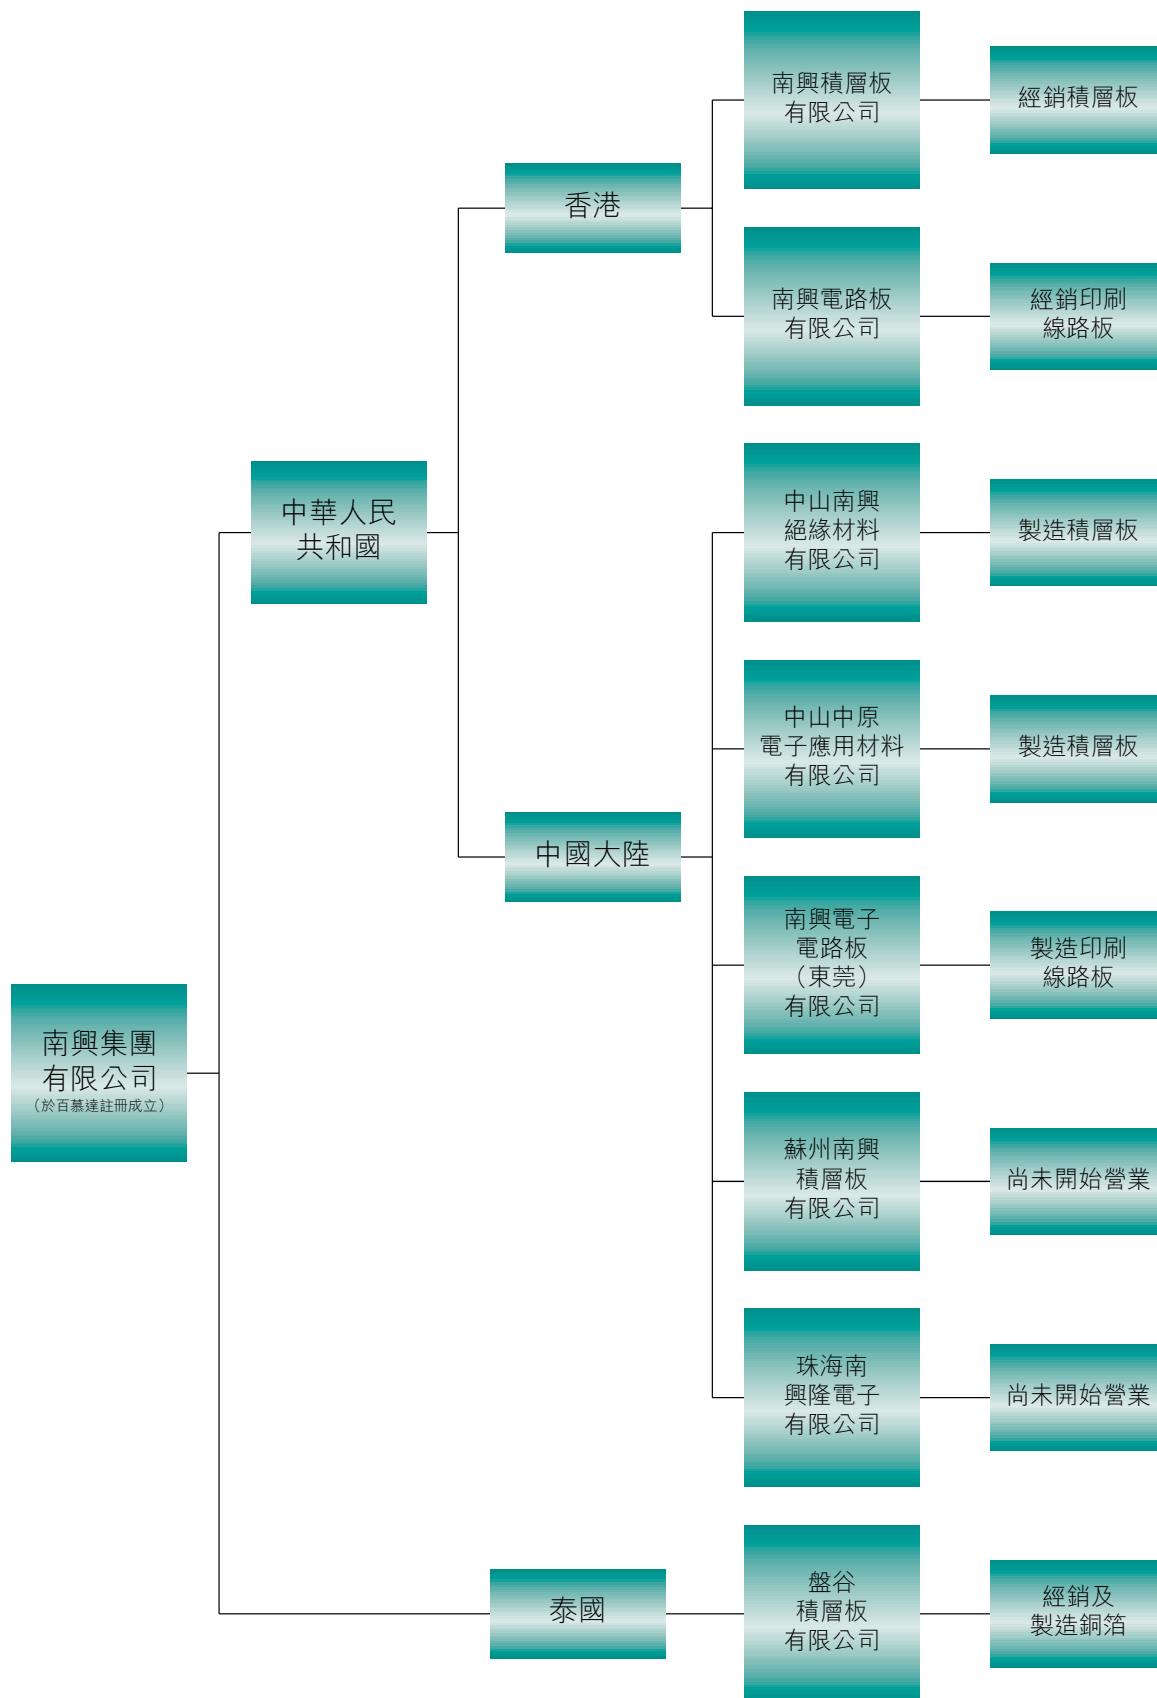 南興積層板
有限公司
經銷積層板
香港
南興電路板
有限公司
經銷印刷
線路板
中華人民
共和國
中山南興
絕緣材料
有限公司
製造積層板
中山中原
電子應用材料
有限公司
製造積層板
中國大陸
南興電子
電路板
（東莞）
有限公司
製造印刷
線路板
南興集團
有限公司
（於百慕達註冊成立）
蘇州南興
積層板
有限公司
尚未開始營業
珠海南
興隆電子
有限公司
尚未開始營業
泰國
盤谷
積層板
有限公司
經銷及
製造銅箔